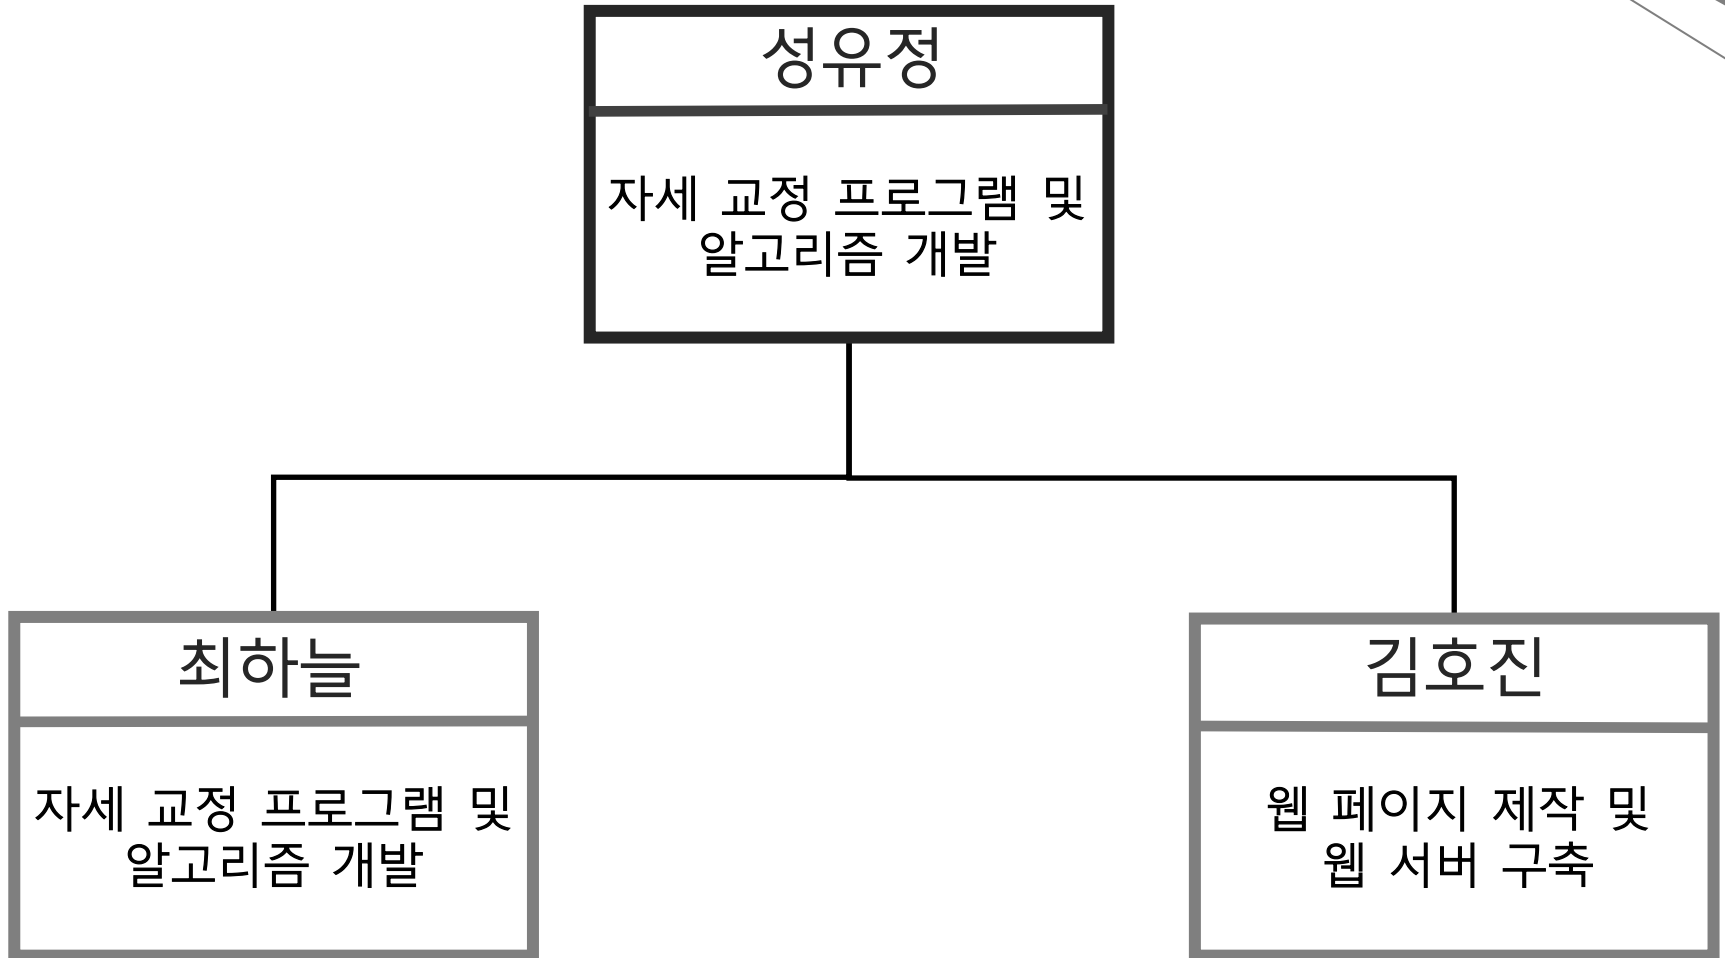 성유정
자세 교정 프로그램 및
알고리즘 개발
최하늘
자세 교정 프로그램 및
알고리즘 개발
김호진
웹 페이지 제작 및
웹 서버 구축